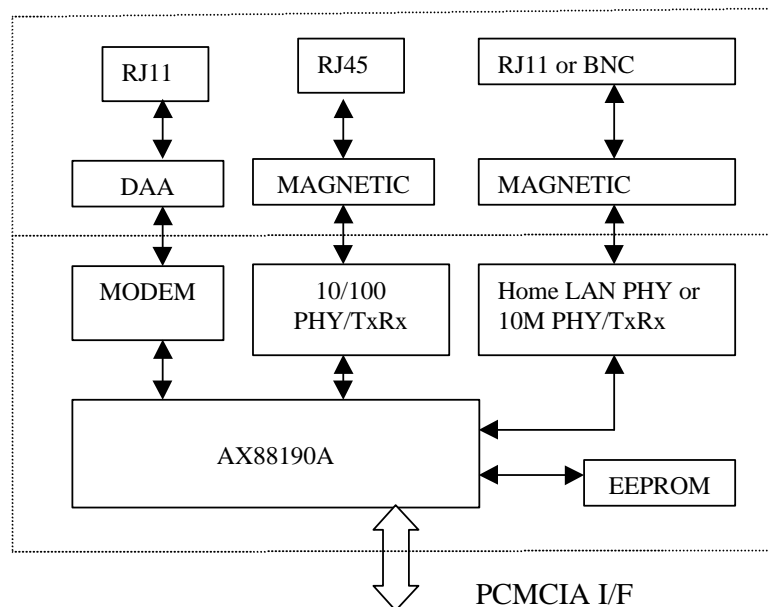 RJ11
RJ45
RJ11 or BNC
DAA
MAGNETIC
MAGNETIC
MODEM
10/100
PHY/TxRx
Home LAN PHY or
10M PHY/TxRx
AX88190A
EEPROM
PCMCIA I/F